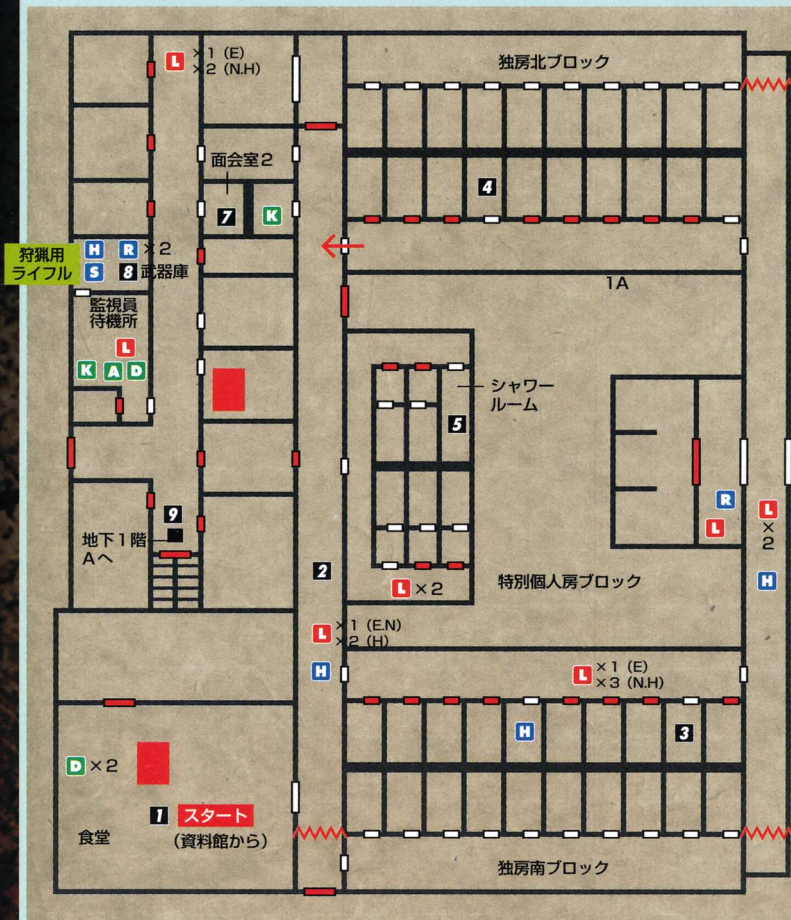 L ×1 (E)
×2 (N.H)
独房北ブロック
面会室2
7
K
4
狩猟用
ライフル
H R ×2
S 8 武器庫
監視員
待機所
L
K A D
1A
シャワー
ルーム
5
R
L
L
×
2
H
9
地下1階
Aへ
2
L ×2
特別個人房ブロック
L ×1 (E.N)
×2 (H)
H
L ×1 (E)
×3 (N.H)
H
3
D ×2
1 スタート
(資料館から)
食堂
独房南ブロック